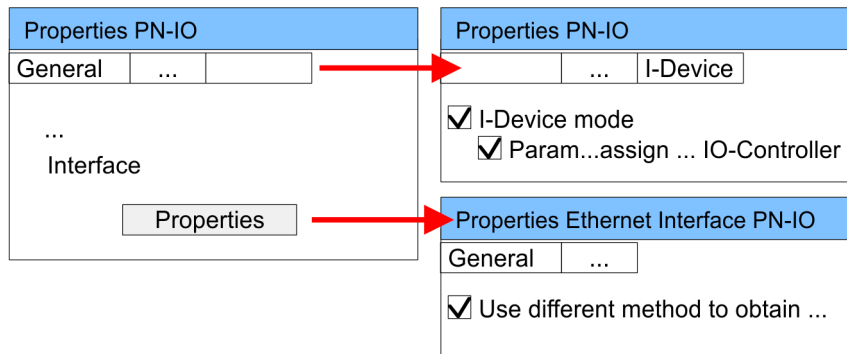 Properties PN-IO
General ...
...
Interface
Properties
Properties PN-IO
... I-Device
I-Device mode
Param...assign ... IO-Controller
Properties Ethernet Interface PN-IO
General ...
Use different method to obtain ...